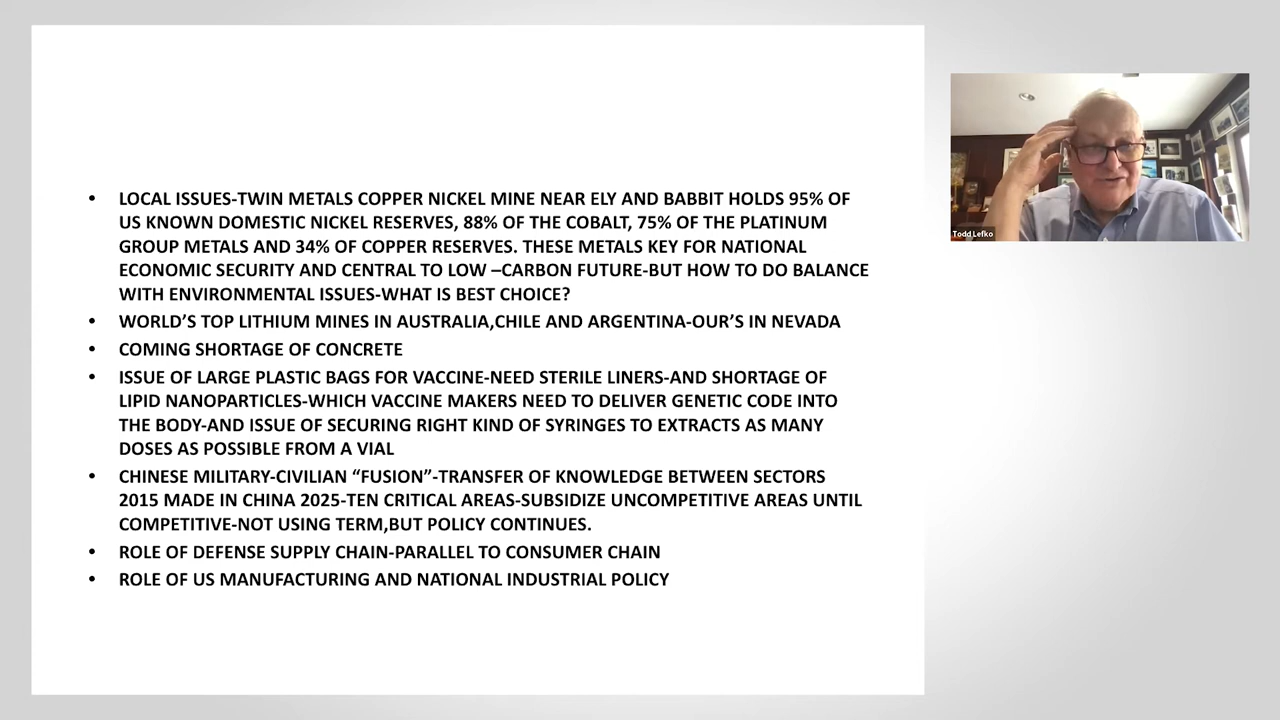 • LOCAL ISSUES-TWIN METALS COPPER NICKEL MINE NEAR ELY AND BABBIT HOLDS 95% OF
US KNOWN DOMESTIC NICKEL RESERVES, 88% OF THE COBALT, 75% OF THE PLATINUM
GROUP METALS AND 34% OF COPPER RESERVES. THESE METALS KEY FOR NATIONAL
ECONOMIC SECURITY AND CENTRAL TO LOW –CARBON FUTURE-BUT HOW TO DO BALANCE
WITH ENVIRONMENTAL ISSUES-WHAT IS BEST CHOICE?
• WORLD’S TOP LITHIUM MINES IN AUSTRALIA,CHILE AND ARGENTINA-OUR’S IN NEVADA
• COMING SHORTAGE OF CONCRETE
• ISSUE OF LARGE PLASTIC BAGS FOR VACCINE-NEED STERILE LINERS-AND SHORTAGE OF
LIPID NANOPARTICLES-WHICH VACCINE MAKERS NEED TO DELIVER GENETIC CODE INTO
THE BODY-AND ISSUE OF SECURING RIGHT KIND OF SYRINGES TO EXTRACTS AS MANY
DOSES AS POSSIBLE FROM A VIAL
• CHINESE MILITARY-CIVILIAN “FUSION”-TRANSFER OF KNOWLEDGE BETWEEN SECTORS
2015 MADE IN CHINA 2025-TEN CRITICAL AREAS-SUBSIDIZE UNCOMPETITIVE AREAS UNTIL
COMPETITIVE-NOT USING TERM,BUT POLICY CONTINUES.
• ROLE OF DEFENSE SUPPLY CHAIN-PARALLEL TO CONSUMER CHAIN
• ROLE OF US MANUFACTURING AND NATIONAL INDUSTRIAL POLICY
Todd Lefko